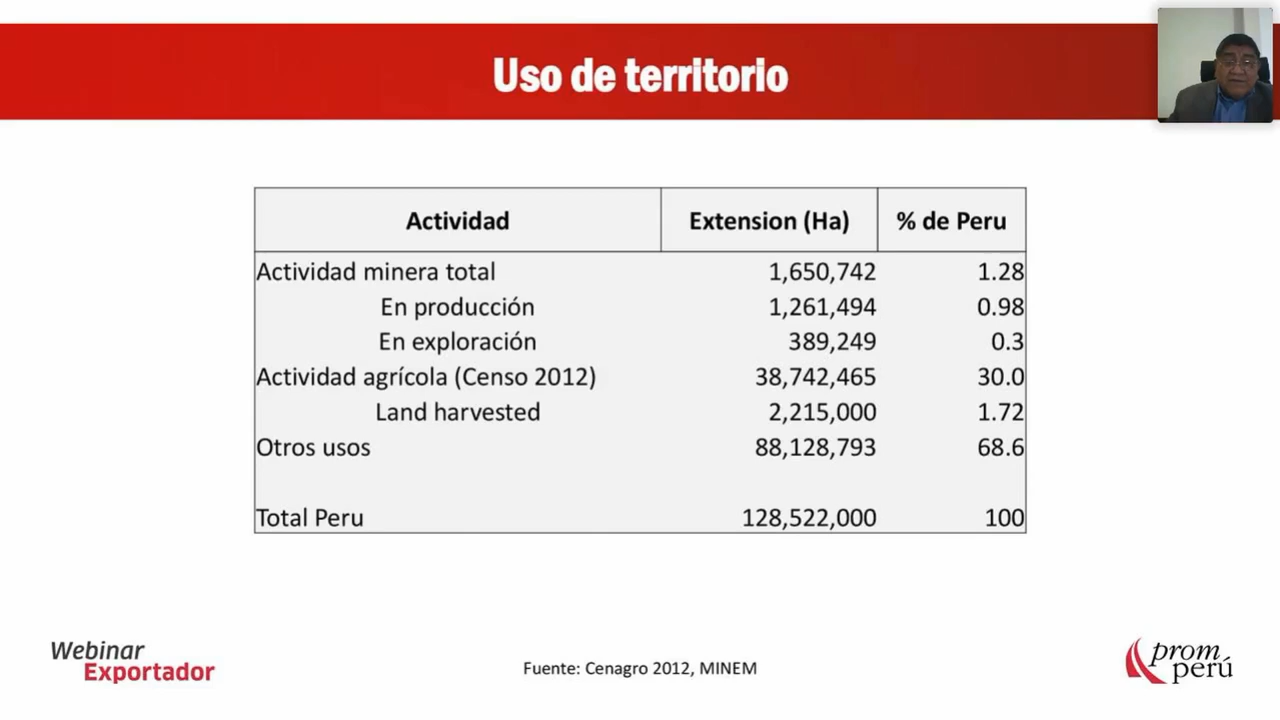 Uso de territorio
Actividad Extension (Ha) % de Peru
Actividad minera total 1,650,742 1.28
En producción 1,261,494 0.98
En exploración 389,249 0.3
Actividad agrícola (Censo 2012) 38,742,465 30.0
Land harvested 2,215,000 1.72
Otros usos 88,128,793 68.6
Total Peru 128,522,000 100
Webinar
Exportador
Fuente: Cenagro 2012, MINEM
prom
perú